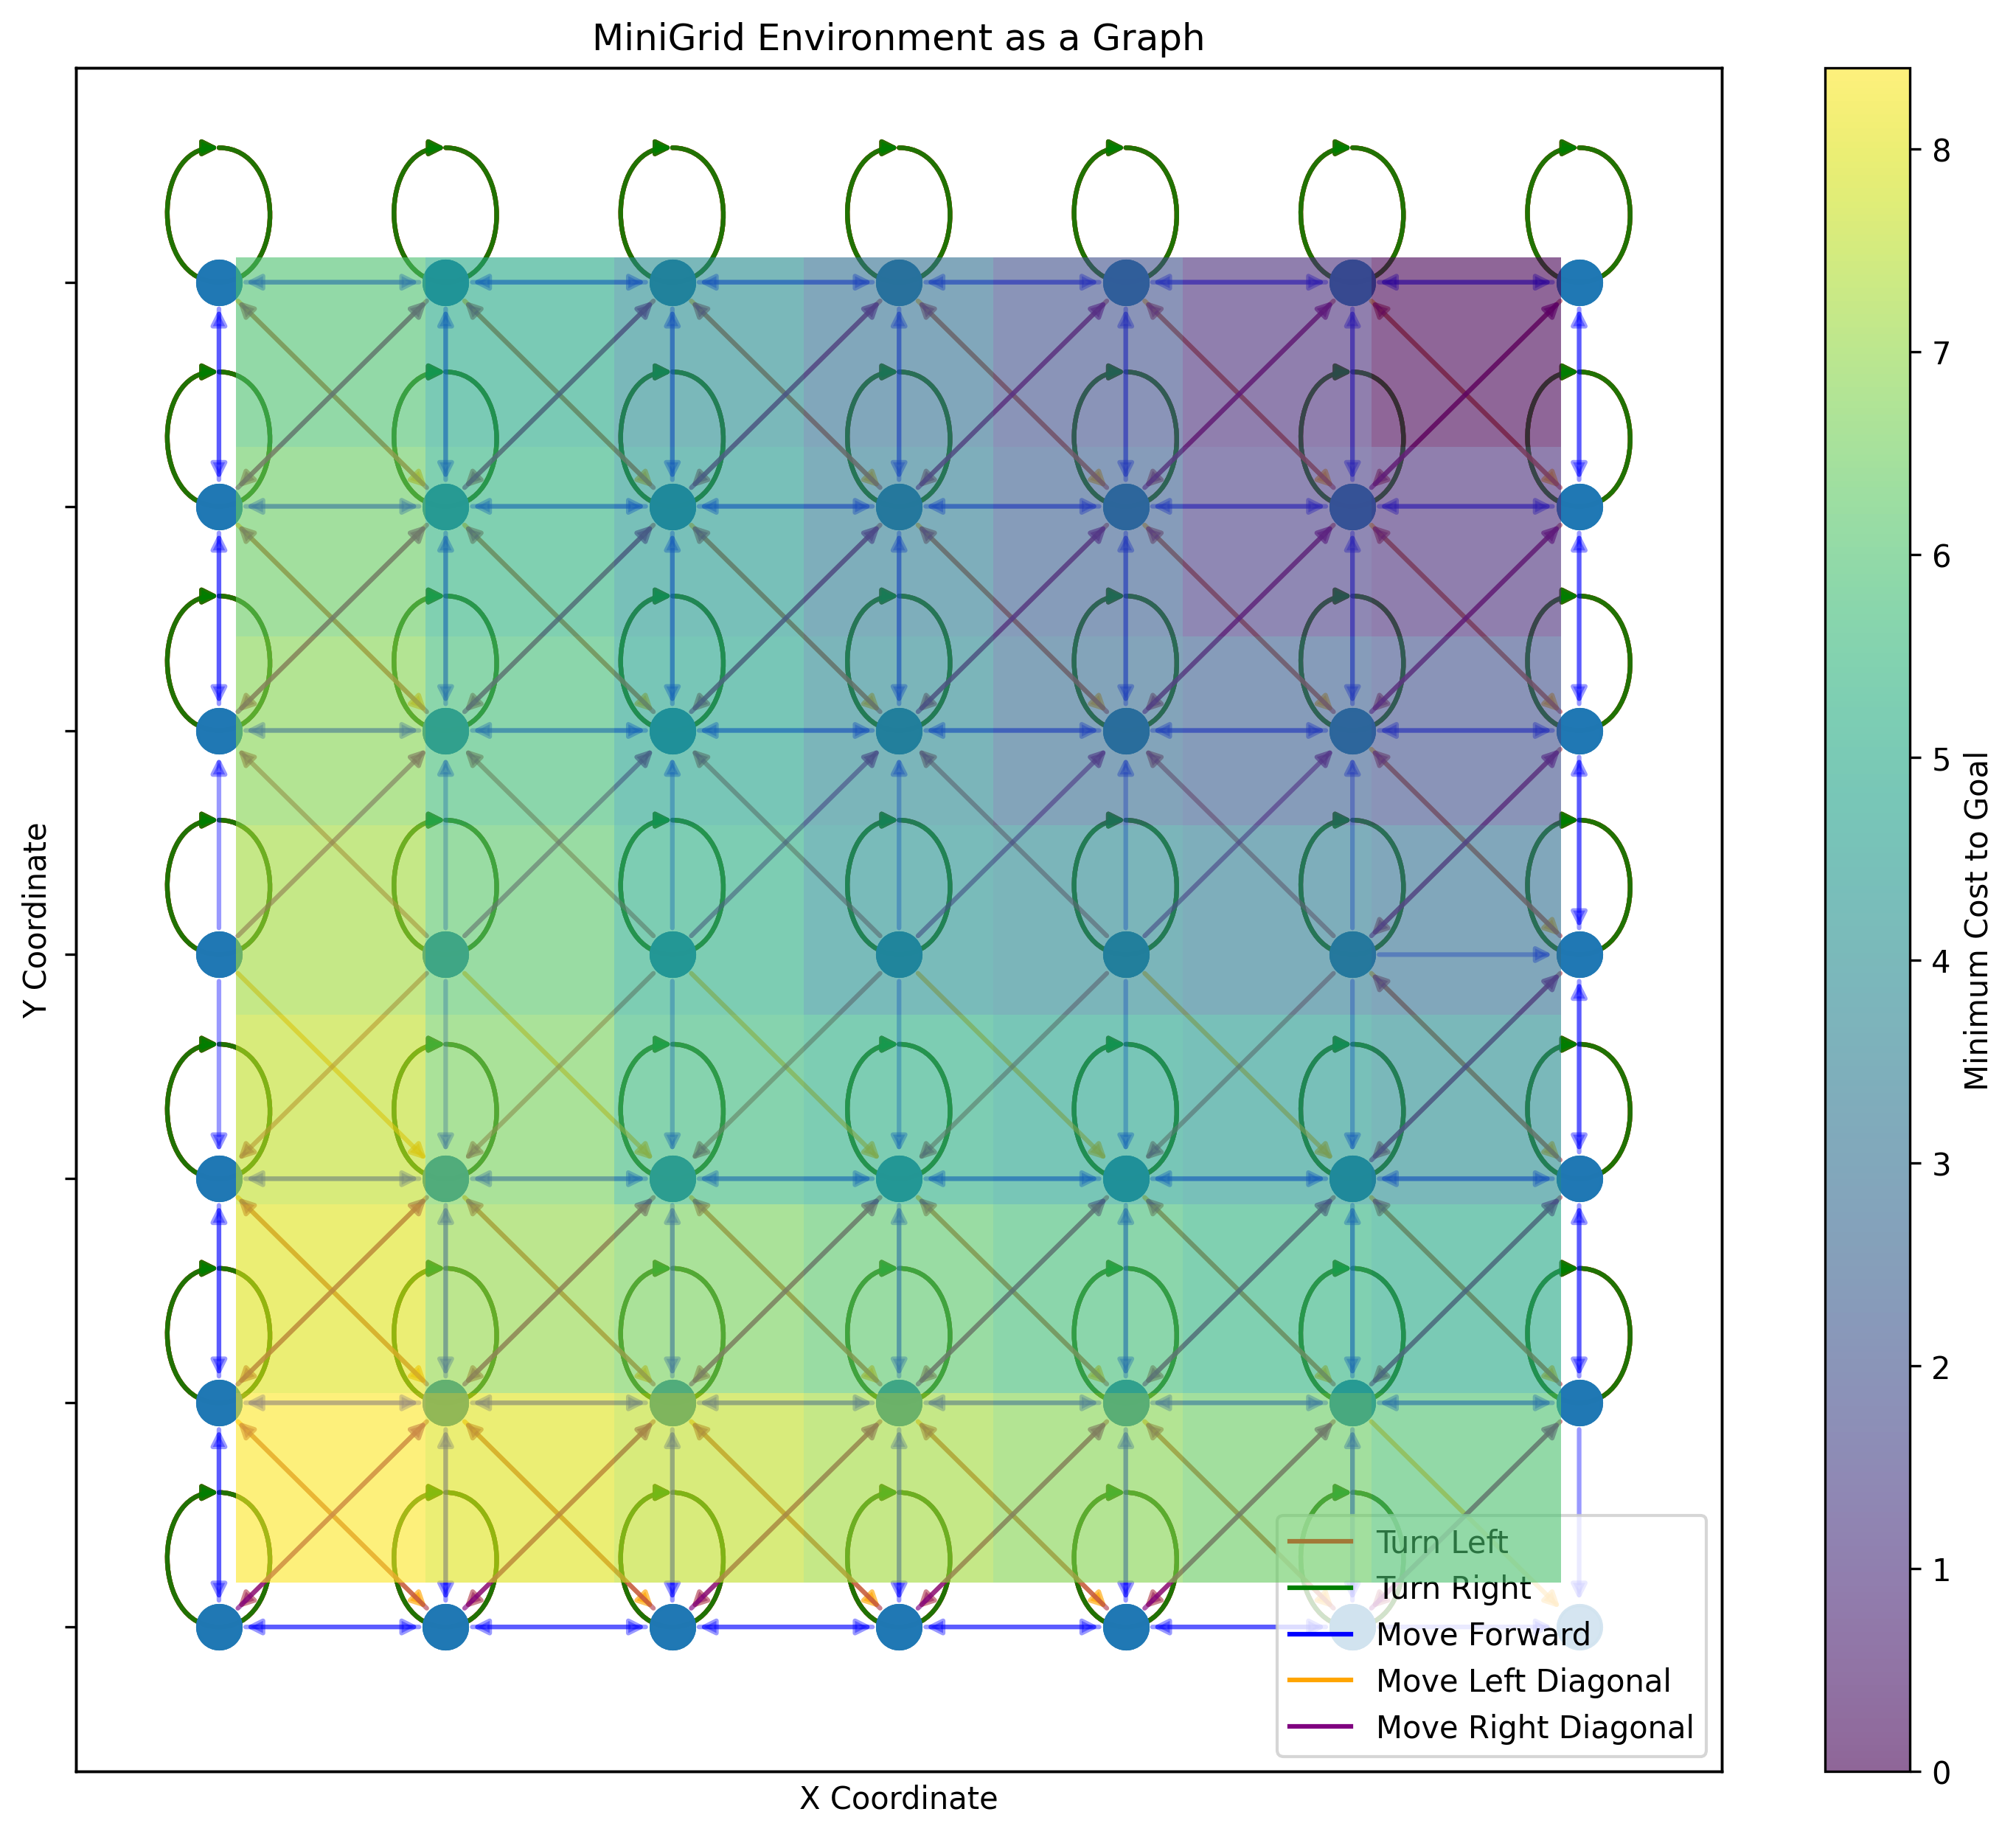 MiniGrid Environment as a Graph
Y Coordinate
X Coordinate
Turn Left
Turn Right
Move Forward
Move Left Diagonal
Move Right Diagonal
8
7
6
5
4
3
2
1
0
Minimum Cost to Goal